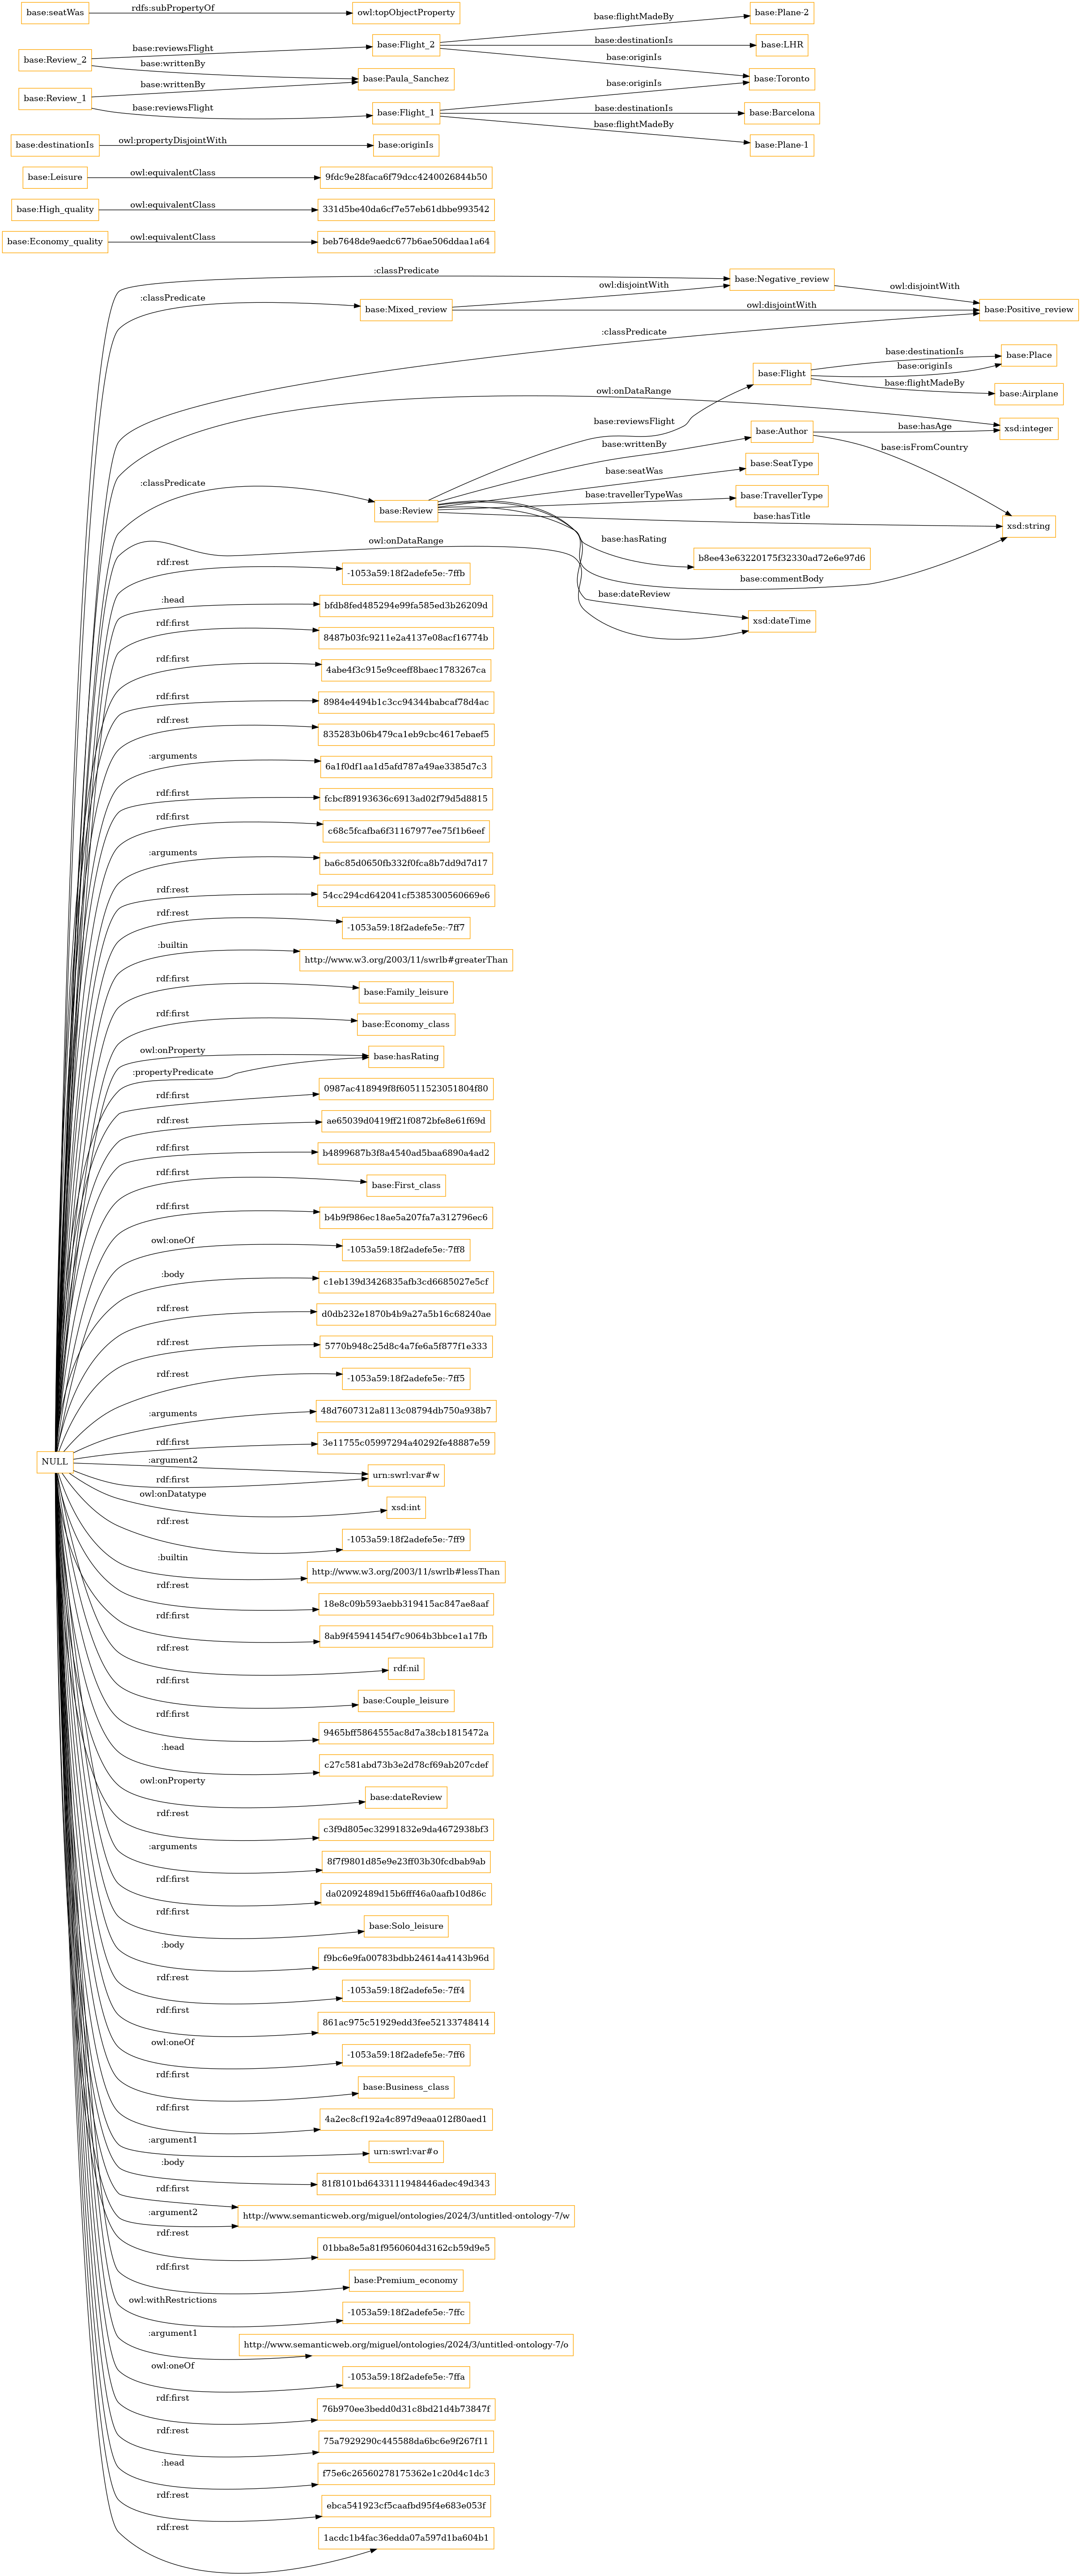 base:seatWas rdfs:subPropertyOf owl:topObjectProperty
base:flightMadeBy base:Plane-2
base:Review_2 base:reviewsFlight base:Flight_2 base:destinationIs base:LHR
base:writtenBy base:originIs
base:Paula_Sanchez base:Toronto
base:Review_1 base:writtenBy base:originIs
base:reviewsFlight base:Flight_1 base:destinationIs base:Barcelona
base:flightMadeBy
base:destinationIs owl:propertyDisjointWith base:originIs base:Plane-1
base:Leisure owl:equivalentClass 9fdc9e28faca6f79dcc4240026844b50
base:High_quality owl:equivalentClass 331d5be40da6cf7e57eb61dbbe993542
base:Economy_quality owl:equivalentClass beb7648de9aedc677b6ae506ddaa1a64
:classPredicate base:Negative_review
owl:disjointWith owl:disjointWith
:classPredicate base:Mixed_review owl:disjointWith base:Positive_review
:classPredicate
base:destinationIs base:Place
base:Flight base:originIs
base:flightMadeBy base:Airplane
owl:onDataRange
base:reviewsFlight base:Author base:hasAge xsd:integer
base:writtenBy base:isFromCountry
base:seatWas base:SeatType
:classPredicate base:travellerTypeWas base:TravellerType
base:Review base:hasTitle xsd:string
owl:onDataRange base:hasRating
b8ee43e63220175f32330ad72e6e97d6
rdf:rest -1053a59:18f2adefe5e:-7ffb base:commentBody
:head bfdb8fed485294e99fa585ed3b26209d base:dateReview
xsd:dateTime
rdf:first 8487b03fc9211e2a4137e08acf16774b
rdf:first 4abe4f3c915e9ceeff8baec1783267ca
rdf:first 8984e4494b1c3cc94344babcaf78d4ac
rdf:rest 835283b06b479ca1eb9cbc4617ebaef5
:arguments 6a1f0df1aa1d5afd787a49ae3385d7c3
rdf:first fcbcf89193636c6913ad02f79d5d8815
rdf:first c68c5fcafba6f31167977ee75f1b6eef
:arguments ba6c85d0650fb332f0fca8b7dd9d7d17
rdf:rest 54cc294cd642041cf5385300560669e6
rdf:rest -1053a59:18f2adefe5e:-7ff7
:builtin http://www.w3.org/2003/11/swrlb#greaterThan
rdf:first base:Family_leisure
rdf:first base:Economy_class
owl:onProperty base:hasRating
:propertyPredicate
rdf:first 0987ac418949f8f60511523051804f80
rdf:rest ae65039d0419ff21f0872bfe8e61f69d
rdf:first b4899687b3f8a4540ad5baa6890a4ad2
rdf:first base:First_class
rdf:first b4b9f986ec18ae5a207fa7a312796ec6
owl:oneOf -1053a59:18f2adefe5e:-7ff8
:body c1eb139d3426835afb3cd6685027e5cf
rdf:rest d0db232e1870b4b9a27a5b16c68240ae
rdf:rest 5770b948c25d8c4a7fe6a5f877f1e333
rdf:rest -1053a59:18f2adefe5e:-7ff5
:arguments 48d7607312a8113c08794db750a938b7
rdf:first 3e11755c05997294a40292fe48887e59
NULL :argument2 urn:swrl:var#w
rdf:first
owl:onDatatype xsd:int
rdf:rest -1053a59:18f2adefe5e:-7ff9
:builtin http://www.w3.org/2003/11/swrlb#lessThan
rdf:rest 18e8c09b593aebb319415ac847ae8aaf
rdf:first 8ab9f45941454f7c9064b3bbce1a17fb
rdf:rest rdf:nil
rdf:first base:Couple_leisure
rdf:first 9465bff5864555ac8d7a38cb1815472a
:head c27c581abd73b3e2d78cf69ab207cdef
owl:onProperty base:dateReview
rdf:rest c3f9d805ec32991832e9da4672938bf3
:arguments 8f7f9801d85e9e23ff03b30fcdbab9ab
rdf:first da02092489d15b6fff46a0aafb10d86c
rdf:first base:Solo_leisure
:body f9bc6e9fa00783bdbb24614a4143b96d
rdf:rest -1053a59:18f2adefe5e:-7ff4
rdf:first 861ac975c51929edd3fee52133748414
owl:oneOf -1053a59:18f2adefe5e:-7ff6
rdf:first base:Business_class
rdf:first 4a2ec8cf192a4c897d9eaa012f80aed1
:argument1 urn:swrl:var#o
:body 81f8101bd6433111948446adec49d343
rdf:first
:argument2 http://www.semanticweb.org/miguel/ontologies/2024/3/untitled-ontology-7/w
rdf:rest 01bba8e5a81f9560604d3162cb59d9e5
rdf:first base:Premium_economy
owl:withRestrictions -1053a59:18f2adefe5e:-7ffc
:argument1 http://www.semanticweb.org/miguel/ontologies/2024/3/untitled-ontology-7/o
owl:oneOf -1053a59:18f2adefe5e:-7ffa
rdf:first 76b970ee3bedd0d31c8bd21d4b73847f
rdf:rest 75a7929290c445588da6bc6e9f267f11
:head f75e6c26560278175362e1c20d4c1dc3
rdf:rest ebca541923cf5caafbd95f4e683e053f
rdf:rest 1acdc1b4fac36edda07a597d1ba604b1